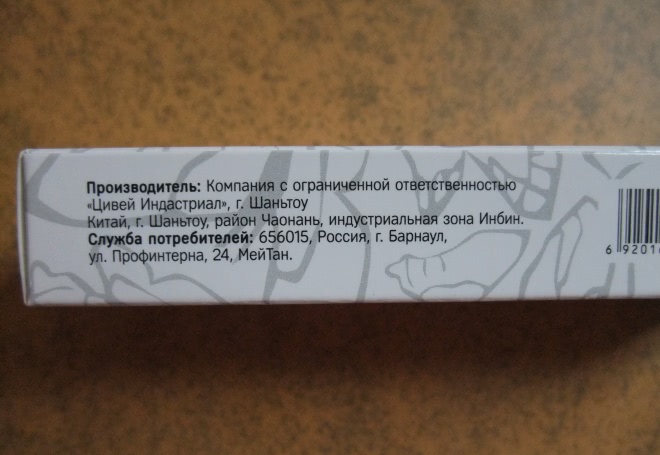 Производитель: Компания с ограниченной ответственностью
«Цивей Индастриал», г. Шаньтоу
Китай, г. Шаньтоу, район Чаонань, индустриальная зона Инбин.
Служба потребителей: 656015, Россия, г. Барнаул,
ул. Профинтерна, 24, МейТан.